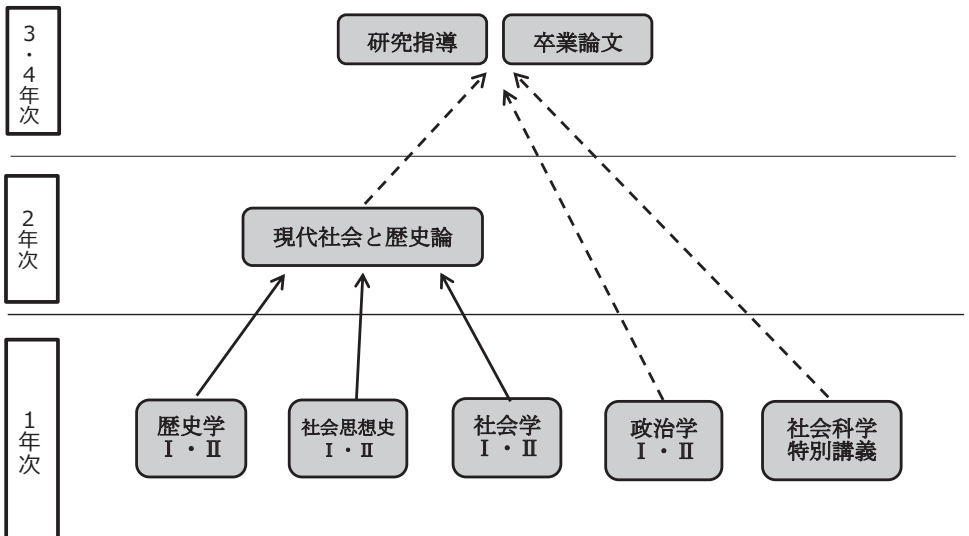 3・4年次
研究指導
卒業論文
2年次
現代社会と歴史論
1年次
歴史学
Ⅰ・Ⅱ
社会思想史
Ⅰ・Ⅱ
社会学
Ⅰ・Ⅱ
政治学
Ⅰ・Ⅱ
社会科学
特別講義